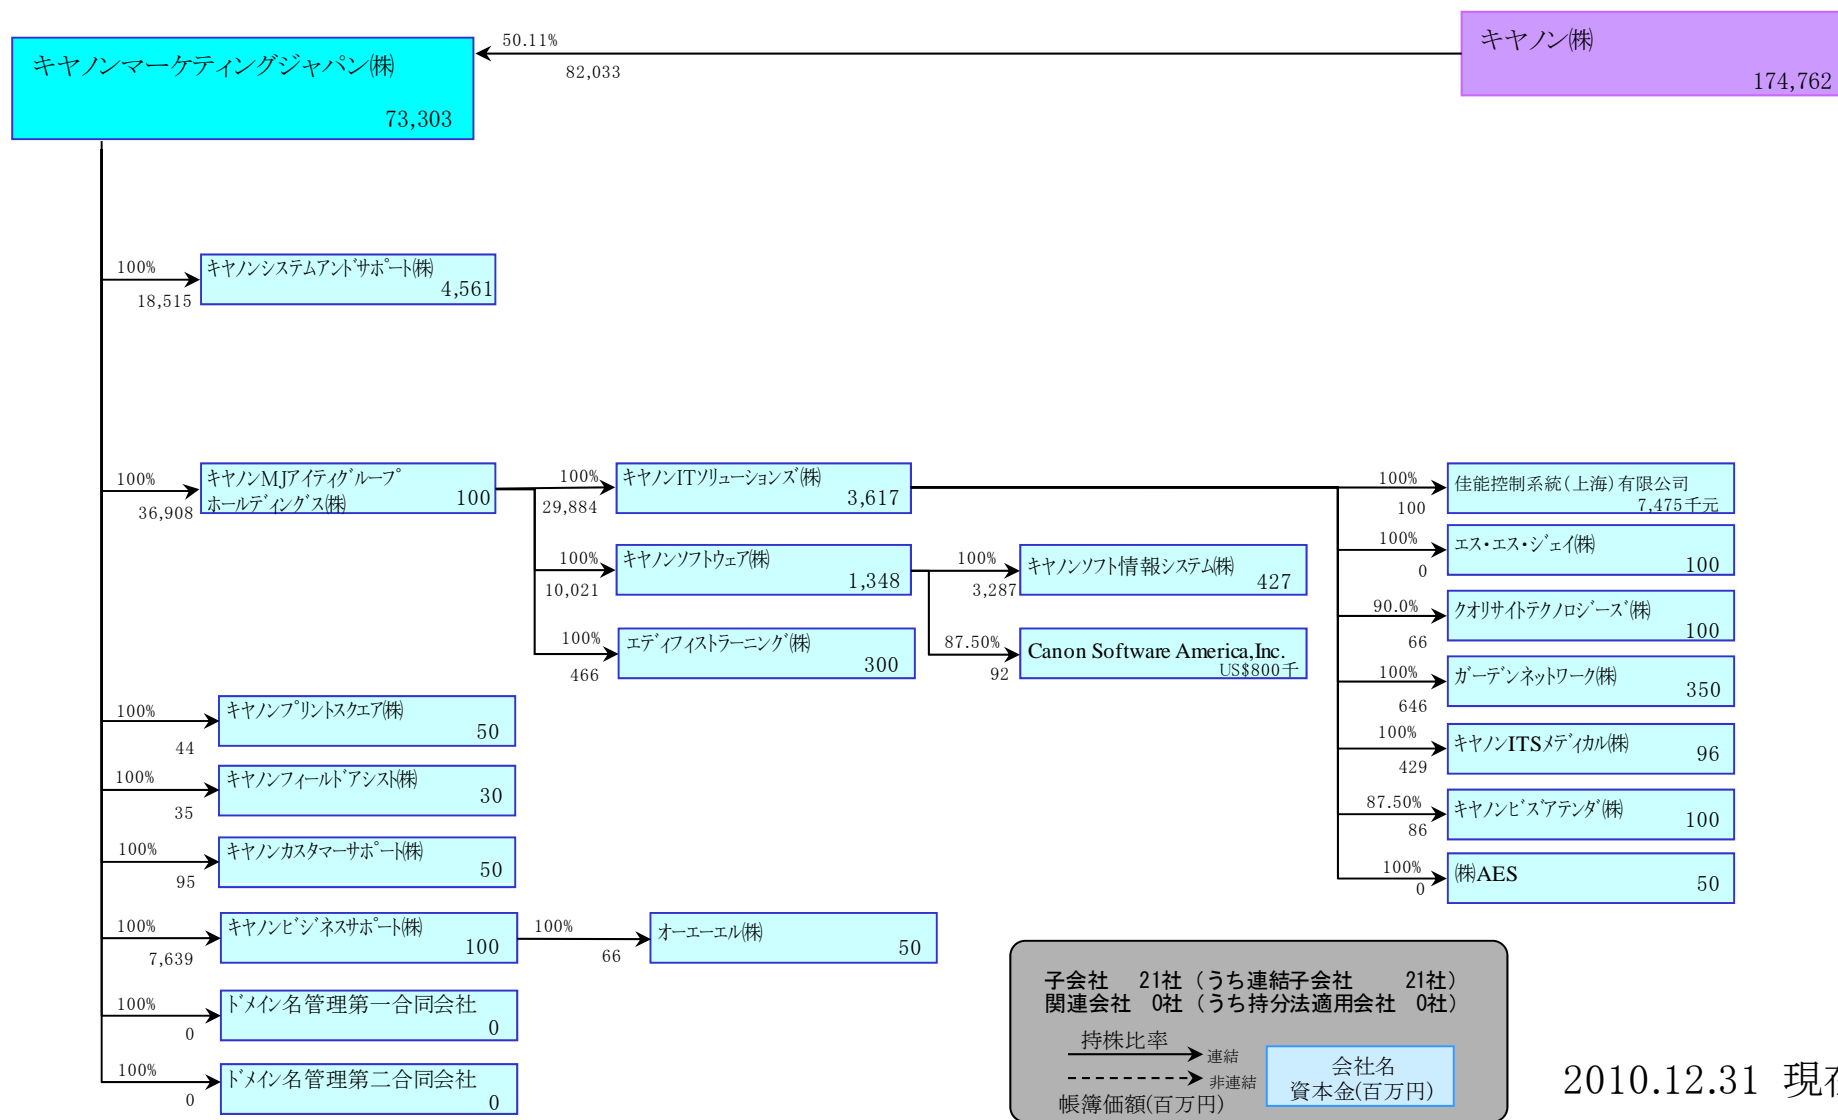 キヤノンマーケティングジャパン㈱
73,303
50.11%
82,033
キヤノン㈱
174,762
100%
18,515
キヤノンシステムアンドサポート㈱
4,561
100%
36,908
キヤノンMJアイティグループ
ホールディングス㈱
100
100%
29,884
キヤノンITソリューションズ㈱
3,617
100%
100
佳能控制系統(上海)有限公司
7,475千元
100%
0
エス・エス・ジェイ㈱
100
100%
10,021
キヤノンソフトウェア㈱
1,348
100%
3,287
キヤノンソフト情報システム㈱
427
90.0%
66
クオリサイトテクノロジーズ㈱
100
100%
466
エディフィストラーニング㈱
300
87.50%
92
Canon Software America,Inc.
US$800千
100%
646
ガーデンネットワーク㈱
350
100%
44
キヤノンプリントスクエア㈱
50
100%
429
キヤノンITSメディカル㈱
96
100%
35
キヤノンフィールドアシスト㈱
30
87.50%
86
キヤノンビズアテンダ㈱
100
100%
95
キヤノンカスタマーサポート㈱
50
100%
0
㈱AES
50
100%
7,639
キヤノンビジネスサポート㈱
100
100%
66
オーエーエル㈱
50
100%
0
ドメイン名管理第一合同会社
0
100%
0
ドメイン名管理第二合同会社
0
子会社 21社(うち連結子会社 21社)
関連会社 0社(うち持分法適用会社 0社)
持株比率
連結
非連結
帳簿価額(百万円)
会社名
資本金(百万円)
2010.12.31 現在